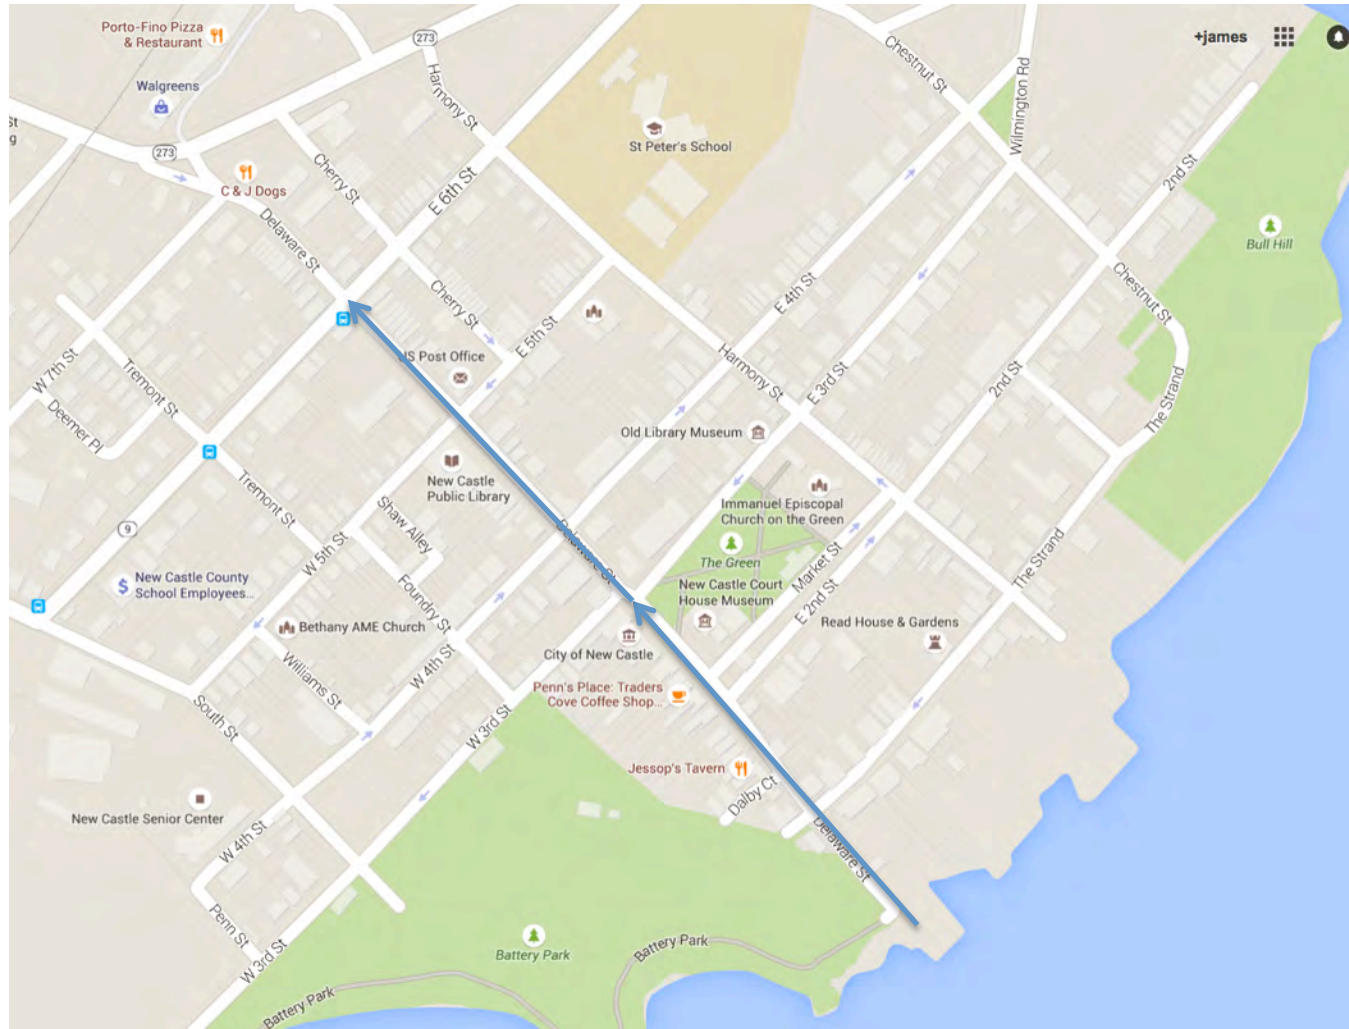 Porto-Fino Pizza
& Restaurant
273
+james
Chestnut St
Wilmington Rd
Harmony St
Walgreens
St
g
273
St Peter's School
2nd St
C & J Dogs
Cherry St
E 6th St
Delaware St
Bull Hill
Cherry St
E 4th St
Chestnut St
E 5th St
US Post Office
W 7th St
Tremont St
Harmony St
E 3rd St
2nd St
The Strand
Deemer Pl
Old Library Museum
New Castle
Public Library
Tremont St
Shaw Alley
Immanuel Episcopal
Church on the Green
9
W 5th St
Delaware St
The Green
Market St
The Strand
New Castle County
School Employees...
Foundry St
New Castle Court
House Museum
E 2nd St
Bethany AME Church
City of New Castle
Read House & Gardens
Williams St
W 4th St
Penn's Place: Traders
Cove Coffee Shop...
South St
W 3rd St
Jessop's Tavern
Dalby Ct
New Castle Senior Center
W 4th St
Delaware St
Penn St
Battery Park
Battery Park
W 3rd St
Battery Park